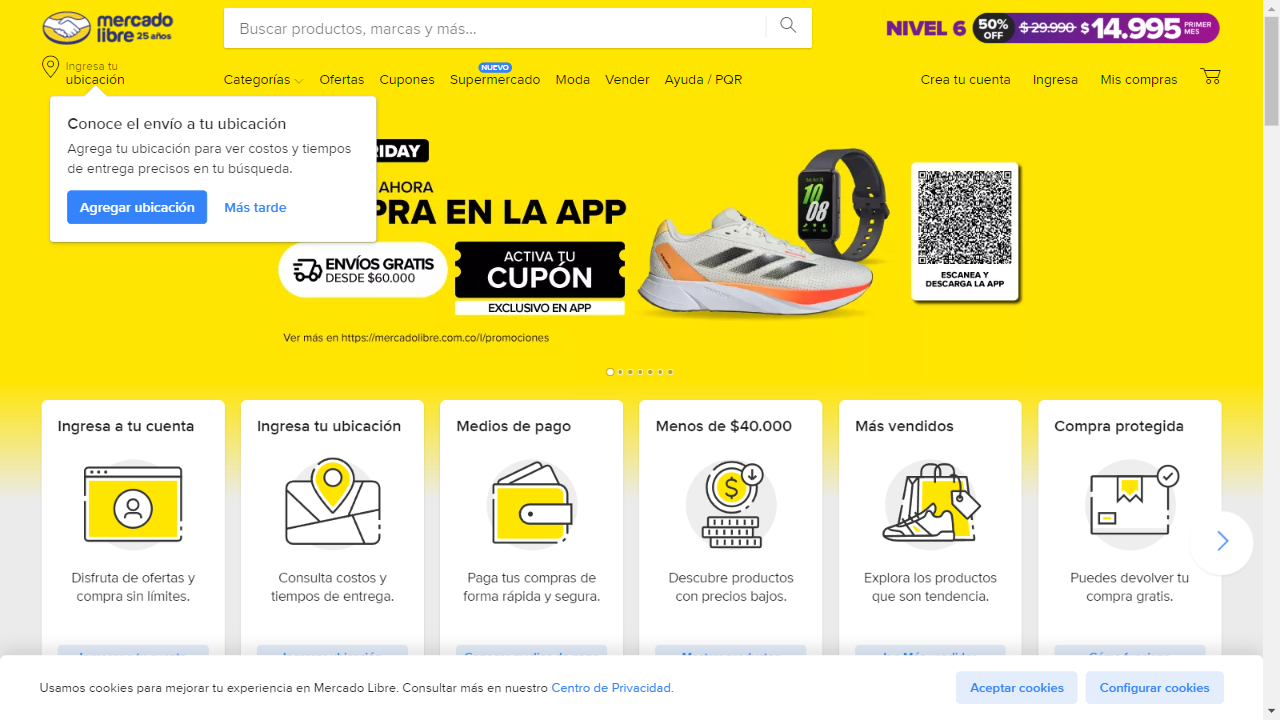 mercado
libre 25 años
Buscar productos, marcas y más...
NIVEL 6 50% OFF $ 29.990 $ 14.995 PRIMER MES
Ingresa tu
ubicación
Categorías
Ofertas
Cupones
NUEVO
Supermercado
Moda
Vender
Ayuda / PQR
Crea tu cuenta
Ingresa
Mis compras
Conoce el envío a tu ubicación
Agrega tu ubicación para ver costos y tiempos
de entrega precisos en tu búsqueda.
Agregar ubicación
Más tarde
RIDAY
AHORA
PRA EN LA APP
ENVÍOS GRATIS
DESDE $60.000
ACTIVA TU
CUPÓN
EXCLUSIVO EN APP
10
08
ESCANEA Y
DESCARGA LA APP
Ver más en https://mercadolibre.com.co/l/promociones
Ingresa a tu cuenta
Disfruta de ofertas y
compra sin límites.
Ingresa tu ubicación
Consulta costos y
tiempos de entrega.
Medios de pago
Paga tus compras de
forma rápida y segura.
Menos de $40.000
Descubre productos
con precios bajos.
Más vendidos
Explora los productos
que son tendencia.
Compra protegida
Puedes devolver tu
compra gratis.
Usamos cookies para mejorar tu experiencia en Mercado Libre. Consultar más en nuestro Centro de Privacidad.
Aceptar cookies
Configurar cookies